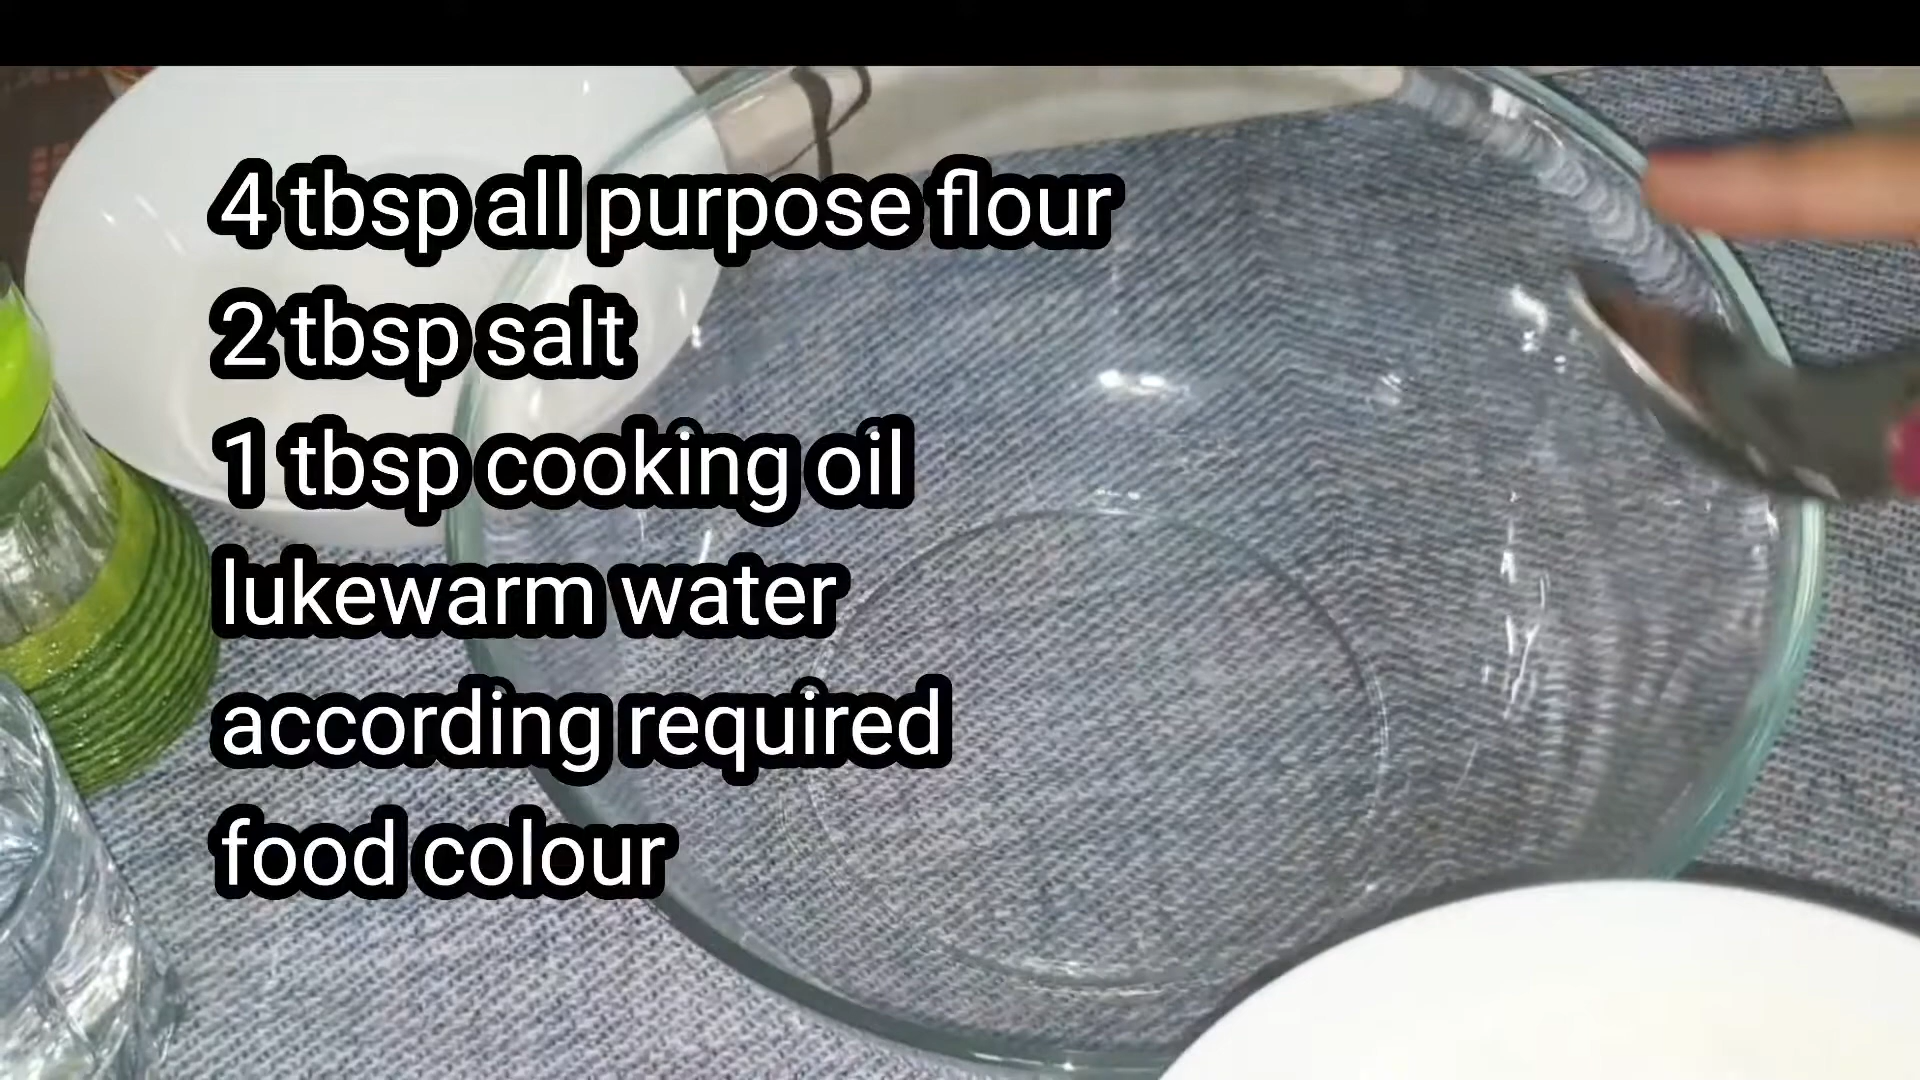 4 tbsp all purpose flour
2 tbsp salt
1 tbsp cooking oil
lukewarm water
according required
food colour